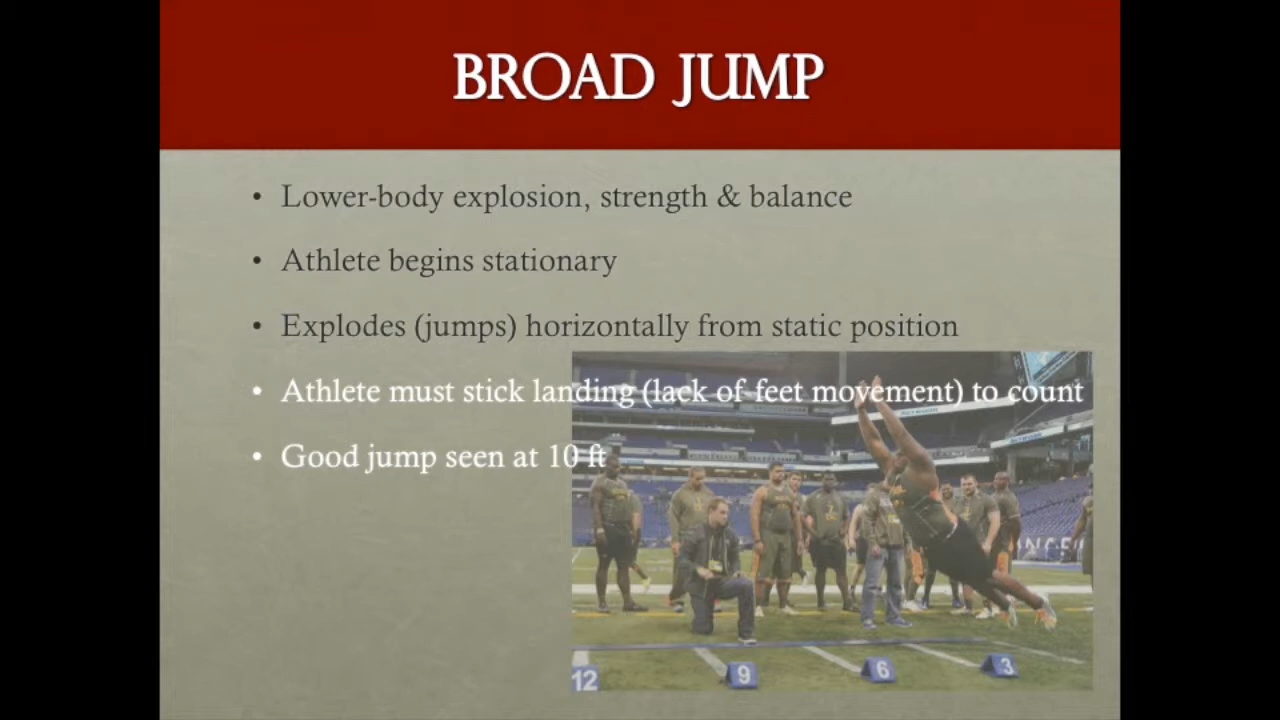 BROAD JUMP
• Lower-body explosion, strength & balance
• Athlete begins stationary
• Explodes (jumps) horizontally from static position
• Athlete must stick landing (lack of feet movement) to count
• Good jump seen at 10 ft
12 9 6 3